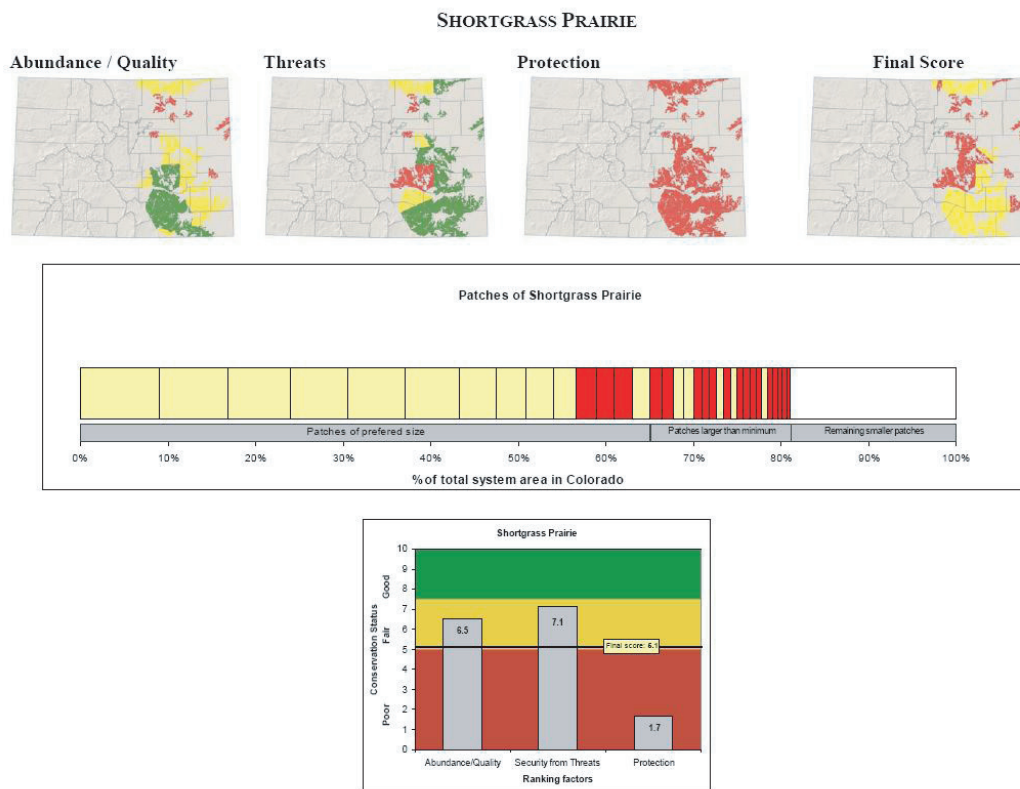 SHORTGRASS PRAIRIE
Abundance / Quality Threats Protection Final Score
Patches of Shortgrass Prairie
Patches of prefered size Patches larger than minimum Remaining smaller patches
0% 10% 20% 30% 40% 50% 60% 70% 80% 90% 100%
% of total system area in Colorado
Shortgrass Prairie
Conservation Status
Poor Fair Good
10
9
8
7
6
5
4
3
2
1
0
6.5
7.1
Final score: 5.1
1.7
Abundance/Quality Security from Threats Protection
Ranking factors